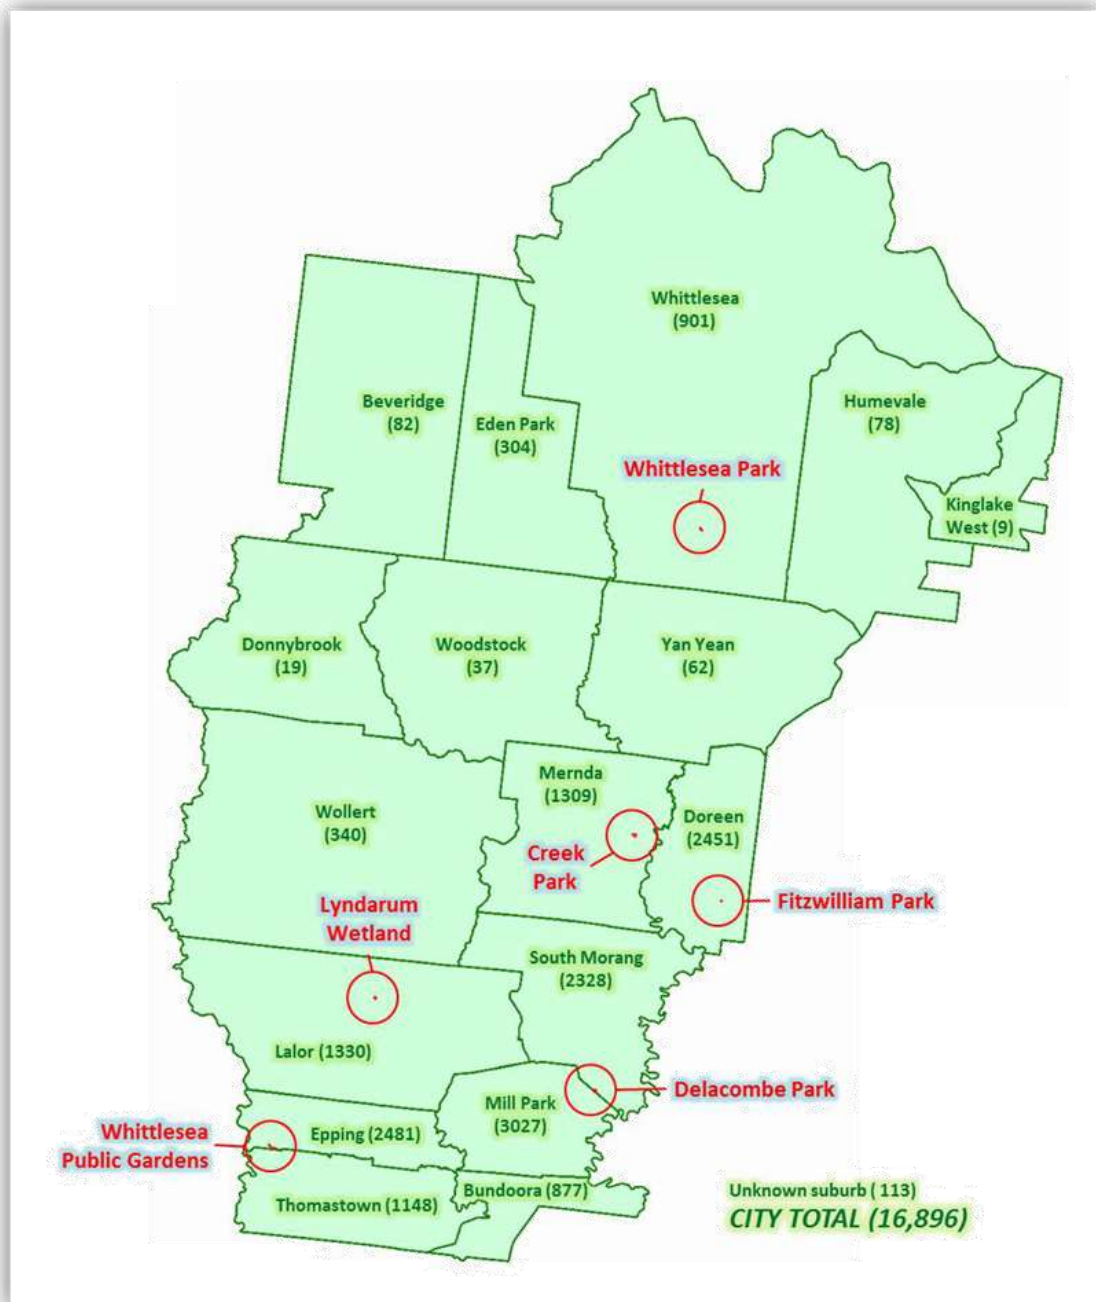 Whittlesea
(901)
Beveridge
(82)
Eden Park
(304)
Humevale
(78)
Whittlesea Park
Kinglake
West (9)
Donnybrook
(19)
Woodstock
(37)
Yan Yean
(62)
Mernda
(1309)
Wollert
(340)
Doreen
(2451)
Creek
Park
Fitzwilliam Park
Lyndarum
Wetland
South Morang
(2328)
Lalor (1330)
Delacombe Park
Mill Park
(3027)
Whittlesea
Public Gardens
Epping (2481)
Thomastown (1148)
Bundoora (877)
Unknown suburb ( 113)
CITY TOTAL (16,896)